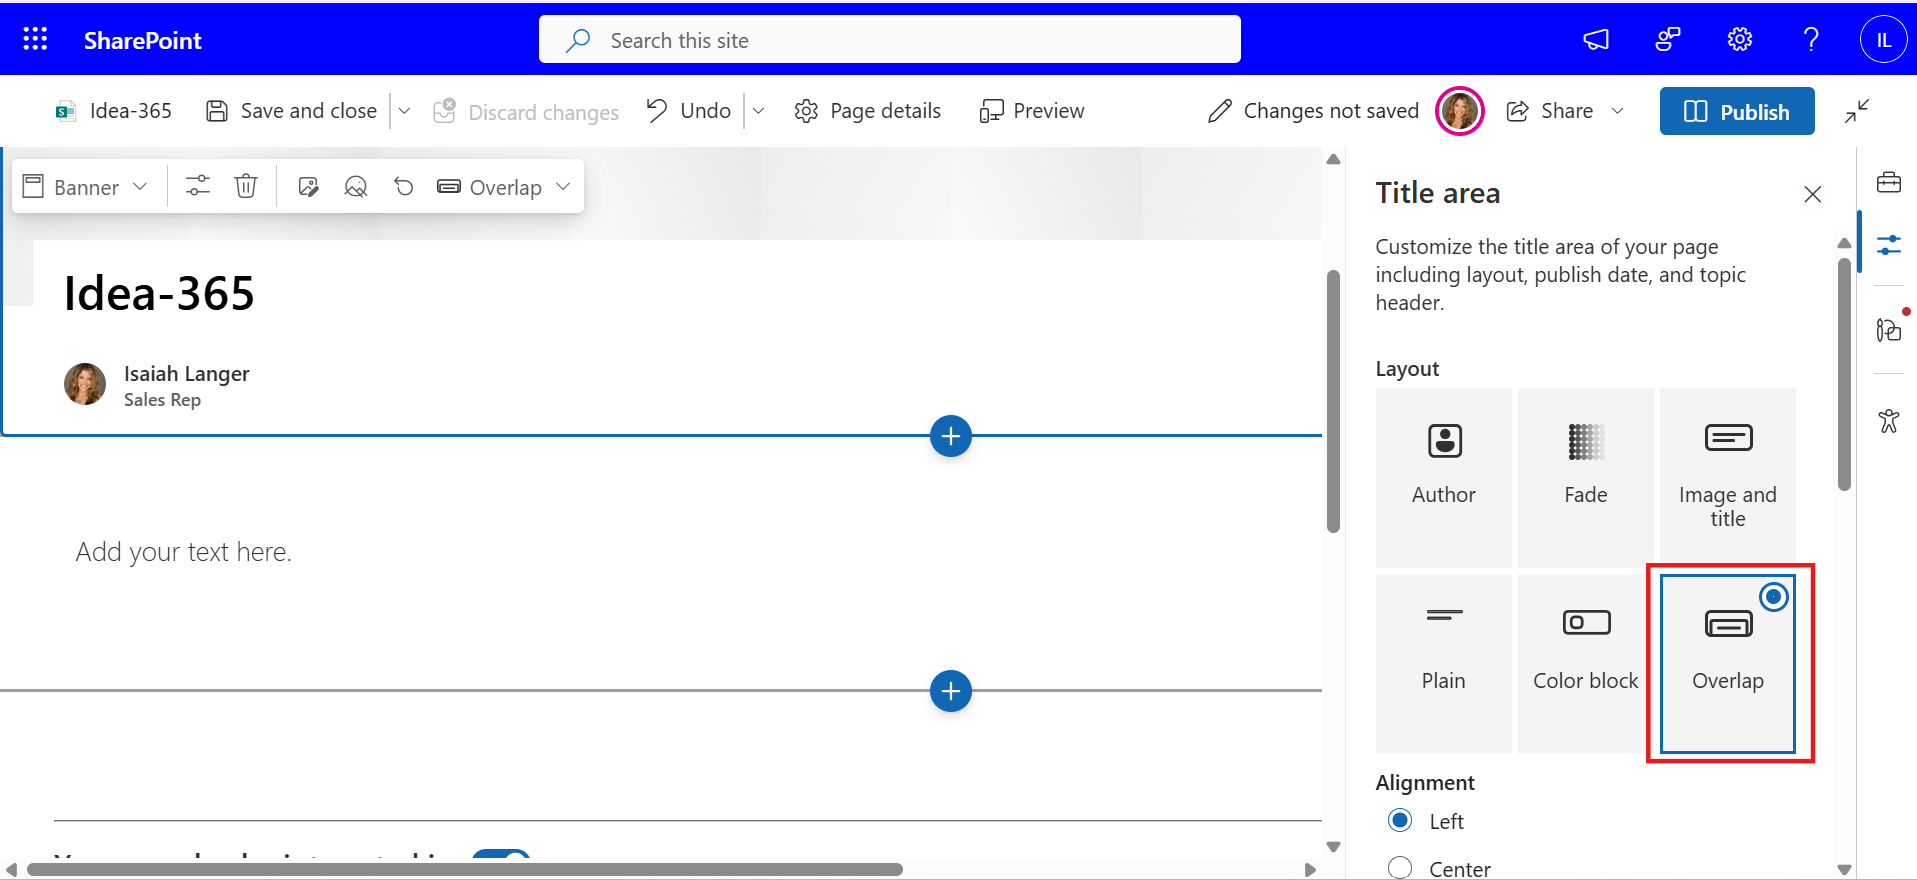 SharePoint
Search this site
IL
Idea-365
Save and close
Discard changes
Undo
Page details
Preview
Changes not saved
Share
Publish
Banner
Overlap
Idea-365
Isaiah Langer
Sales Rep
Add your text here.
Title area
Customize the title area of your page
including layout, publish date, and topic
header.
Layout
Author
Fade
Image and
title
Plain
Color block
Overlap
Alignment
Left
Center